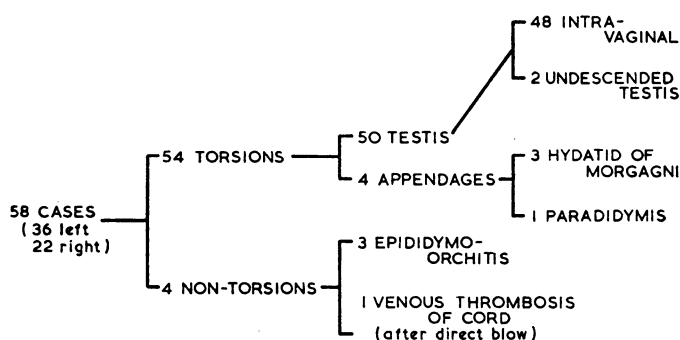 48 INTRA-
VAGINAL
2 UNDESCENDED
TESTIS
50 TESTIS
54 TORSIONS
4 APPENDAGES
3 HYDATID OF
MORGAGNI
1 PARADIDYMIS
58 CASES
(36 left
22 right)
3 EPIDIDYMO-
ORCHITIS
4 NON-TORSIONS
1 VENOUS THROMBOSIS
OF CORD
(after direct blow)